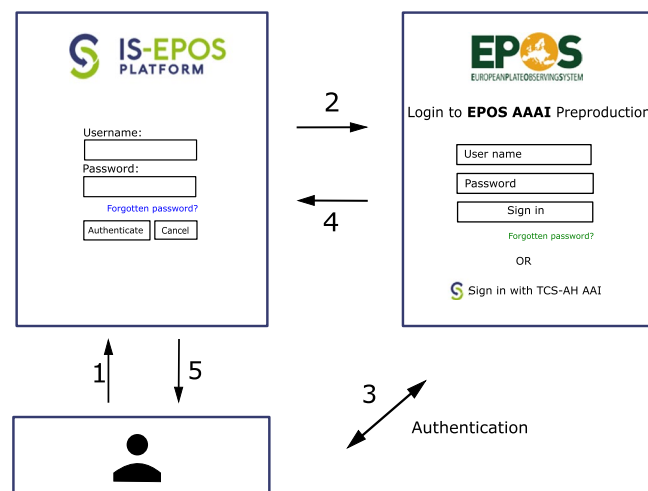 IS-EPOS
PLATFORM
Username:
Password:
Forgotten password?
Authenticate
Cancel
2
4
EPOS
EUROPEANPLATEOBSERVINGSYSTEM
Login to EPOS AAAI Preproduction
User name
Password
Sign in
Forgotten password?
OR
Sign in with TCS-AH AAI
1
5
3
Authentication